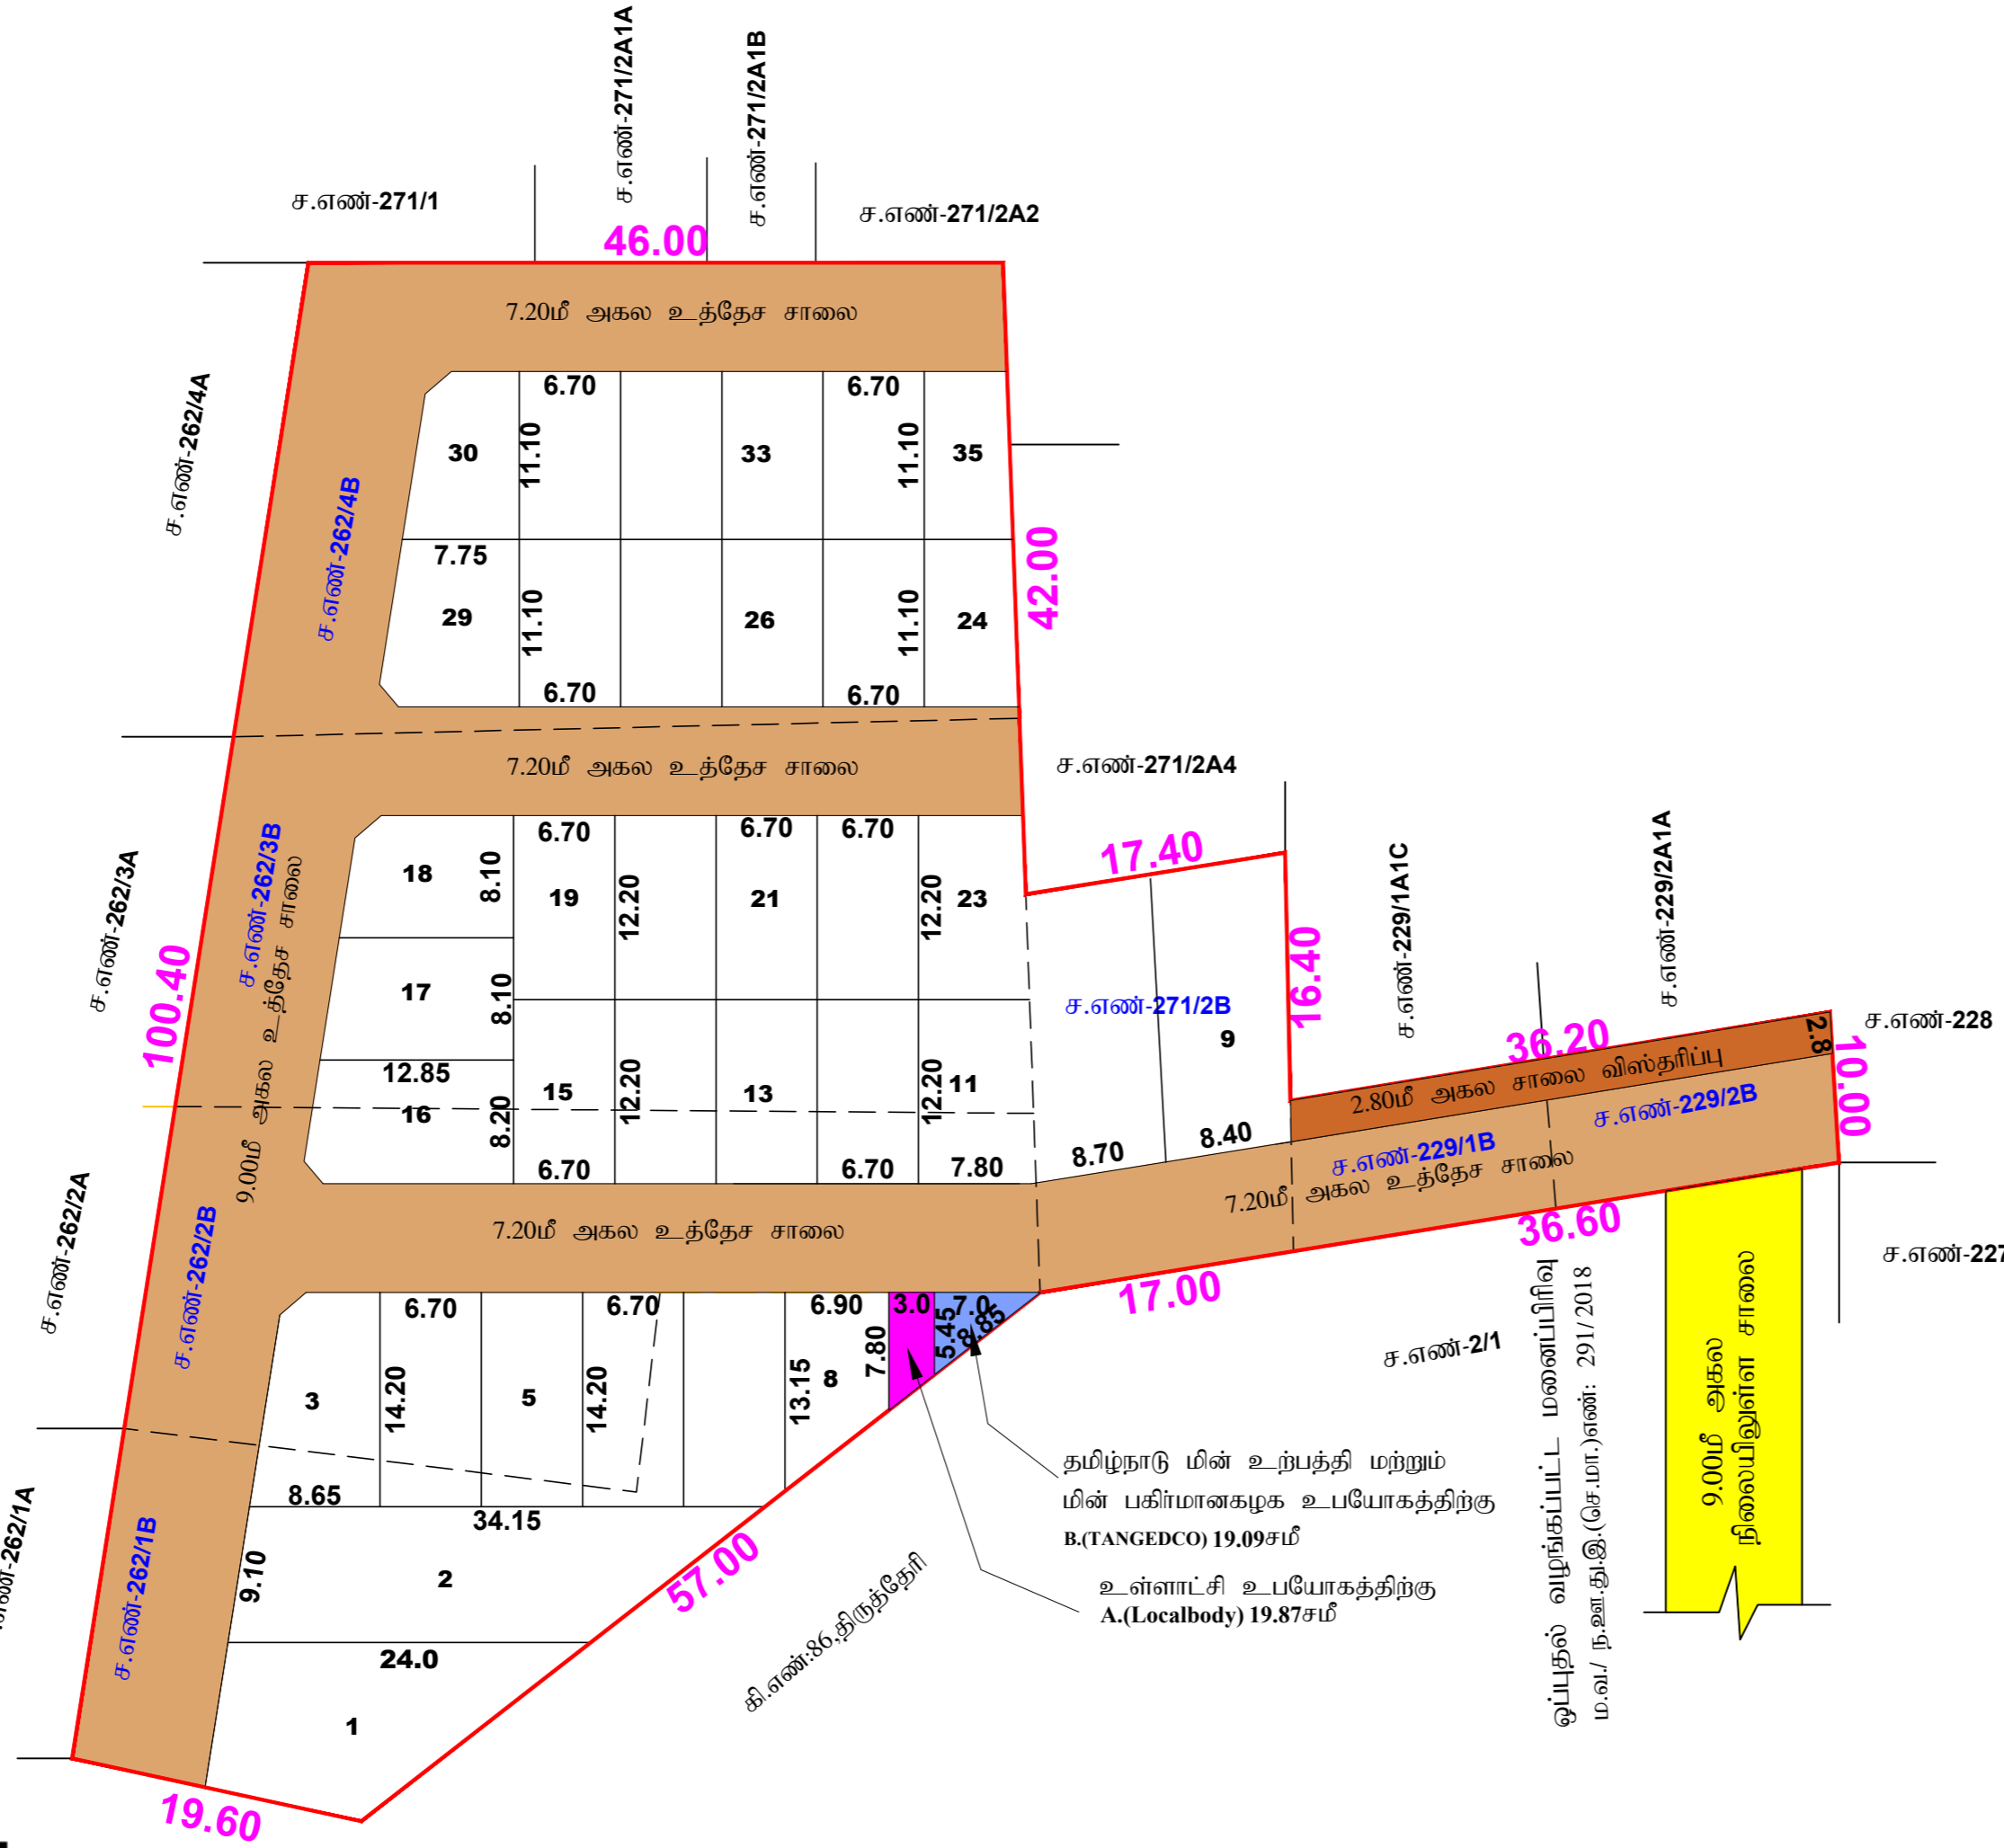 ச.எண்-271/2A1A
ச.எண்-271/2A1B
ச.எண்-271/1
ச.எண்-271/2A2
46.00
7.20மீ அகல உத்தேச சாலை
ச.எண்-262/4A
6.70
6.70
30
11.10
33
11.10
35
ச.எண்-262/4B
7.75
42.00
29
11.10
26
11.10
24
6.70
6.70
7.20மீ அகல உத்தேச சாலை
ச.எண்-271/2A4
ச.எண்-262/3A
ச.எண்-262/3B
9.00மீ அகல உத்தேச சாலை
6.70
6.70
6.70
17.40
18
8.10
19
12.20
21
12.20
23
ச.எண்-229/1A1C
ச.எண்-229/2A1A
100.40
17
8.10
ச.எண்-271/2B
9
16.40
36.20
2.8
10.00
ச.எண்-228
12.85
16
8.20
15
12.20
13
12.20
11
2.80மீ அகல சாலை விஸ்தரிப்பு
ச.எண்-229/2B
ச.எண்-229/1B
6.70
6.70
7.80
8.70
8.40
7.20மீ அகல உத்தேச சாலை
ச.எண்-262/2A
ச.எண்-262/2B
7.20மீ அகல உத்தேச சாலை
36.60
ச.எண்-227
17.00
6.70
6.70
6.90
3.0
7.0
5.45
8.85
7.80
3
14.20
5
14.20
13.15
8
ச.எண்-2/1
ஒப்புதல் வழங்கப்பட்ட மனைப்பிரிவு
ம.வ./ ந.ஊ.து.இ.(செ.மா.)எண்: 291/2018
9.00மீ அகல
நிலையிலுள்ள சாலை
தமிழ்நாடு மின் உற்பத்தி மற்றும்
மின் பகிர்மானகழக உபயோகத்திற்கு
B.(TANGEDCO) 19.09சமீ
உள்ளாட்சி உபயோகத்திற்கு
A.(Localbody) 19.87சமீ
8.65
34.15
262/1A
ச.எண்-262/1B
9.10
2
57.00
கி.எண்:86,திருத்தேரி
24.0
1
19.60